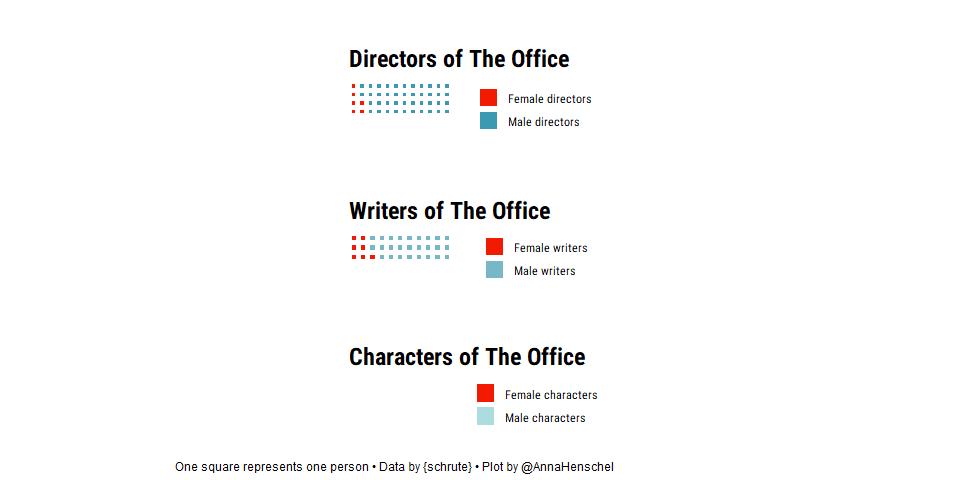 Directors of The Office
Female directors
Male directors
Writers of The Office
Female writers
Male writers
Characters of The Office
Female characters
Male characters
One square represents one person • Data by {schrute} • Plot by @AnnaHenschel